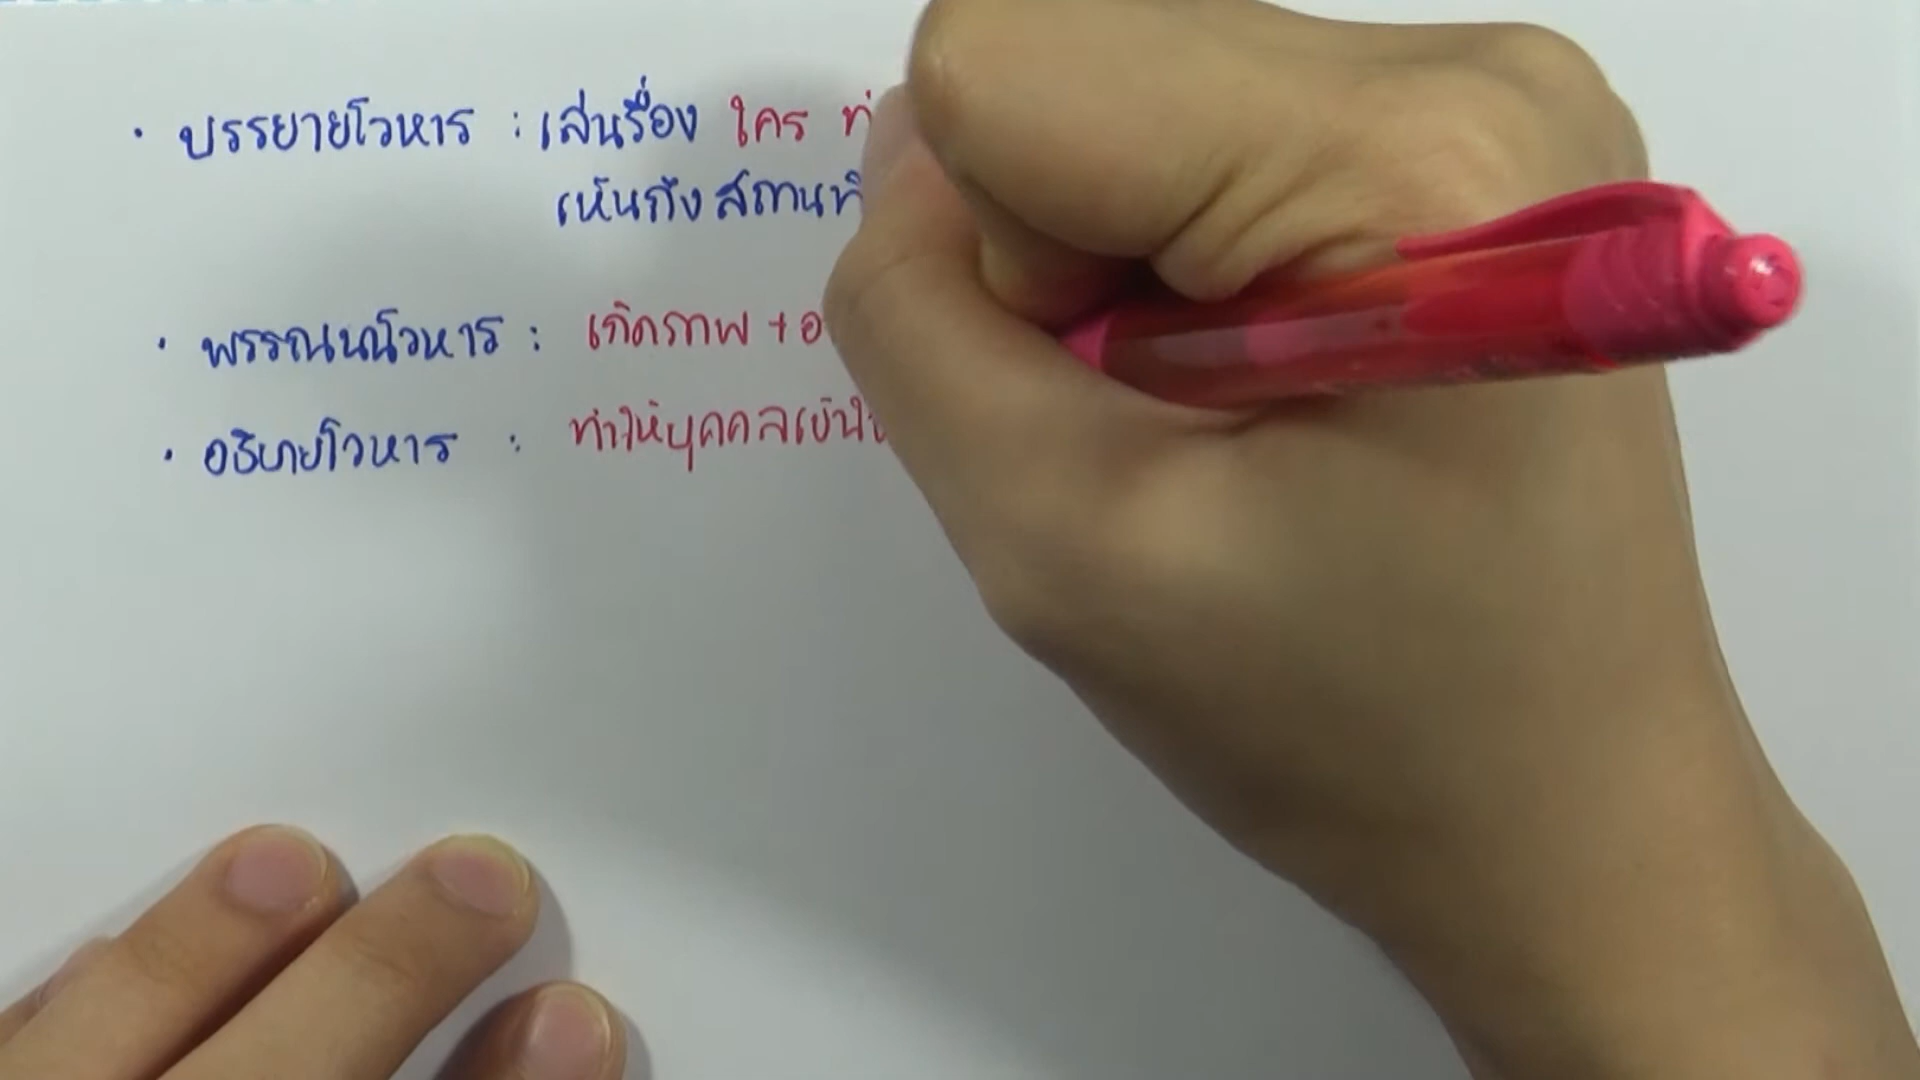 • บรรยายโวหาร : เล่นเรื่อง ใคร
เห็นถึง สถานที่
• พรรณนโวหาร : เกิดภาพ +
• อธิบายโวหาร : ทำให้บุคคลเข้าใจ